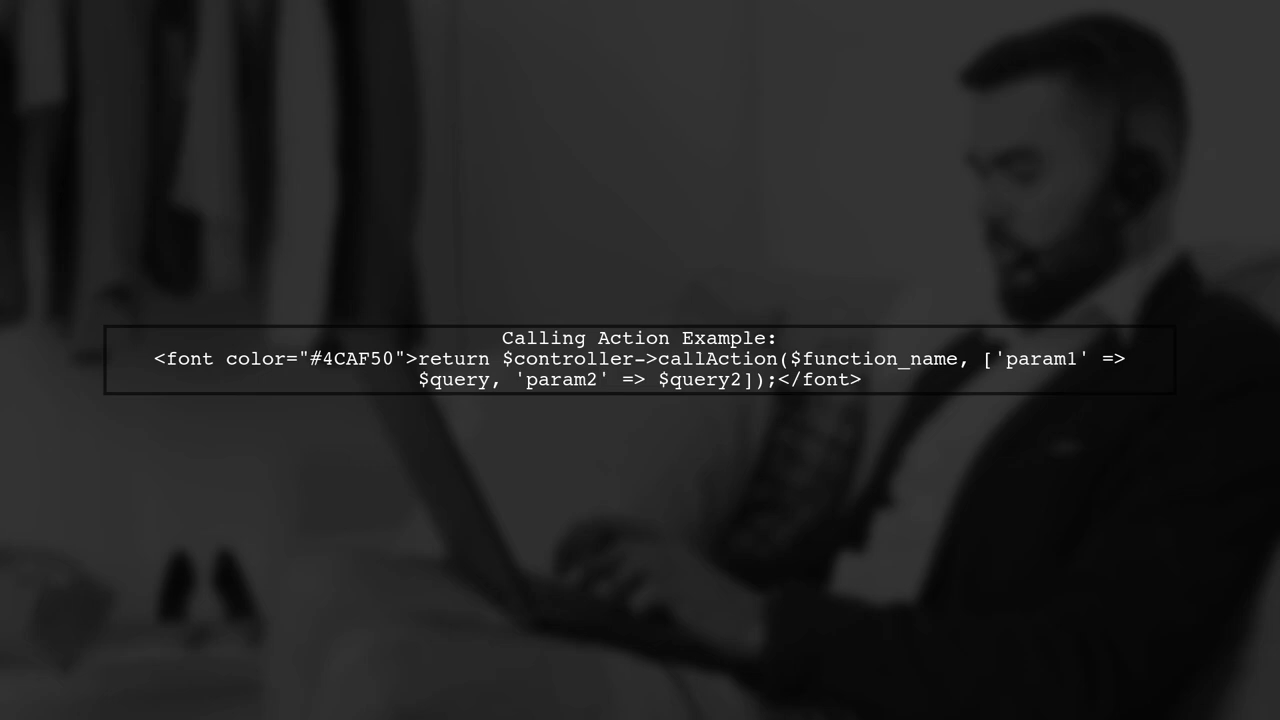 Calling Action Example:
<font color="#4CAF50">return $controller->callAction($function_name, ['param1' =>
$query, 'param2' => $query2]);</font>